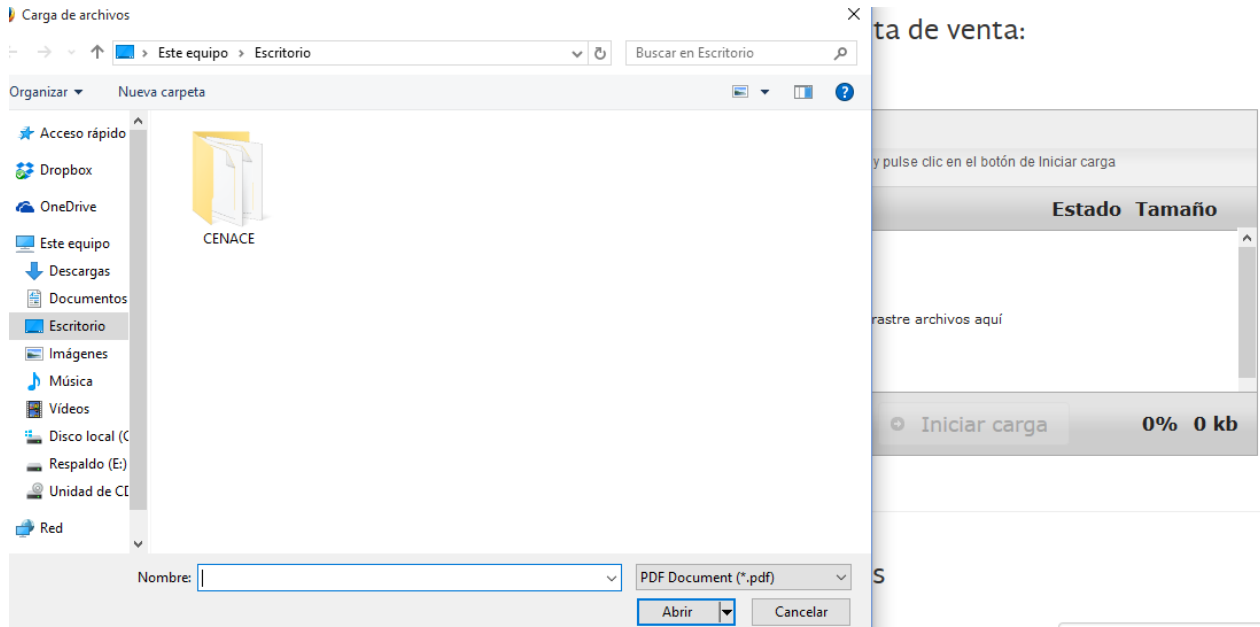 Carga de archivos
Este equipo > Escritorio
Buscar en Escritorio
Organizar
Nueva carpeta
Acceso rápido
Dropbox
OneDrive
Este equipo
Descargas
Documentos
Escritorio
Imágenes
Música
Vídeos
Disco local (C
Respaldo (E:)
Unidad de CD
Red
CENACE
Nombre:
PDF Document (*.pdf)
Abrir
Cancelar
ta de venta:
y pulse clic en el botón de Iniciar carga
Estado Tamaño
rastre archivos aquí
Iniciar carga
0% 0 kb
s